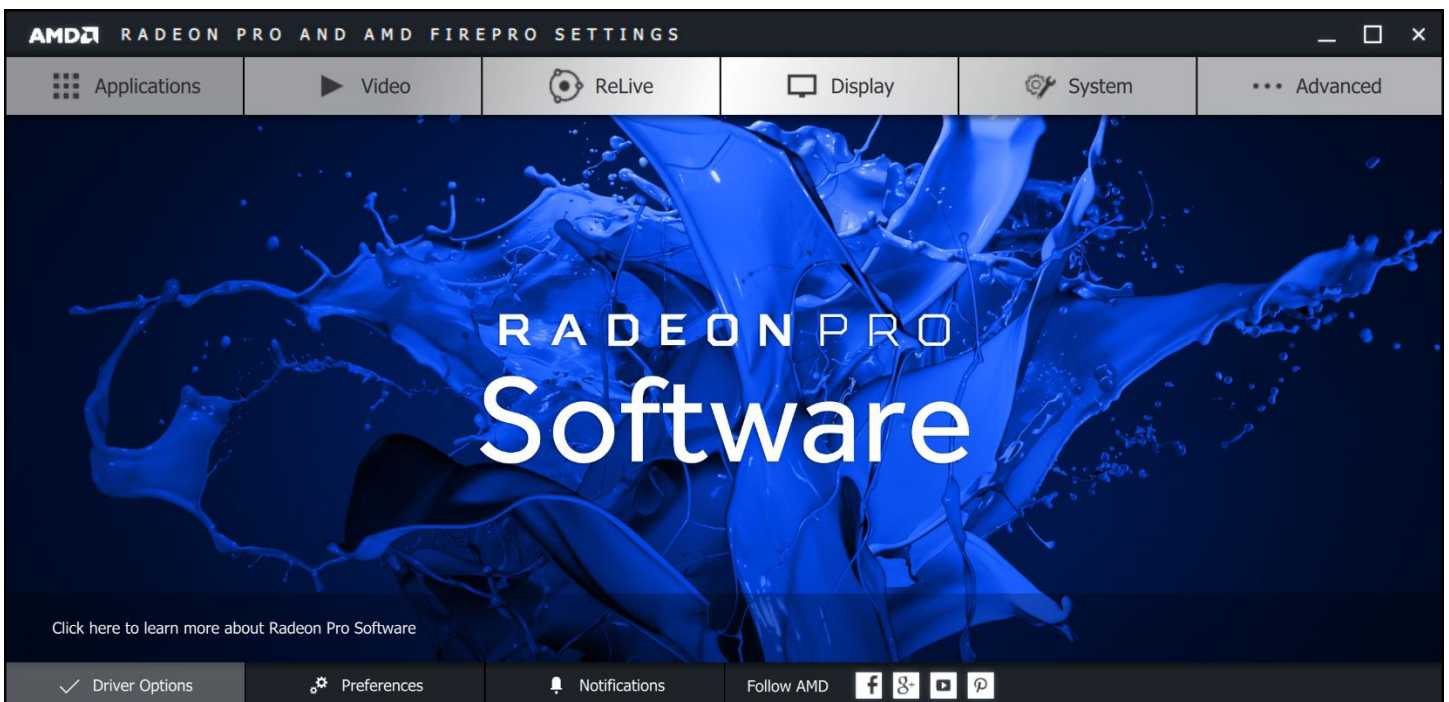 AMD RADEON PRO AND AMD FIREPRO SETTINGS
Applications Video ReLive Display System Advanced
RADEON PRO
Software
Click here to learn more about Radeon Pro Software
Driver Options Preferences Notifications Follow AMD f g+